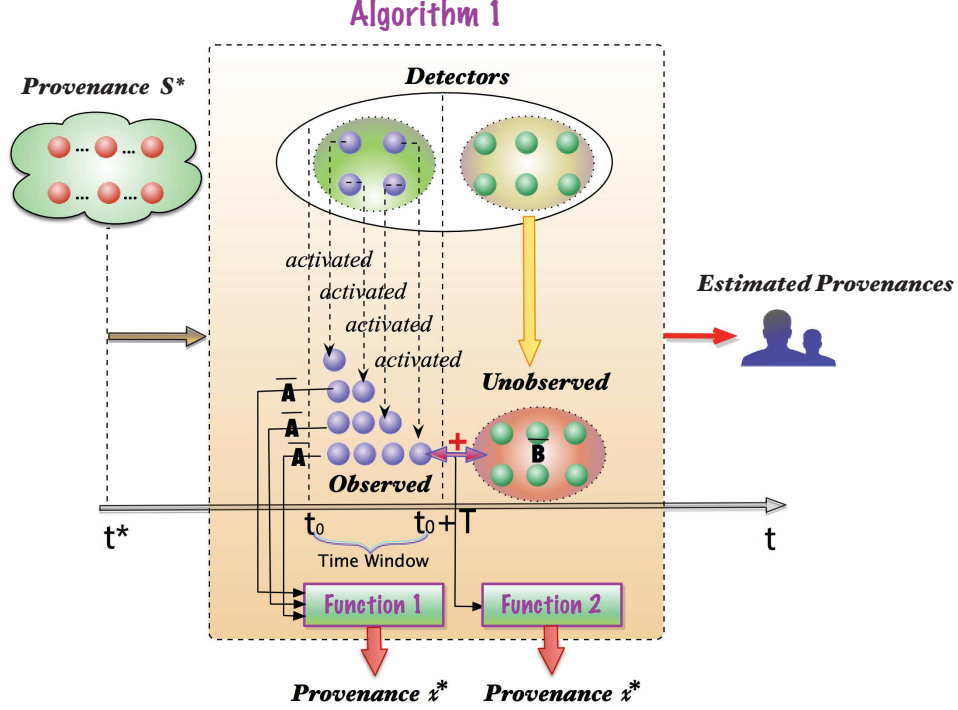 Algorithm 1
Detectors
Provenance S*
... ...
... ...
activated
activated
activated
activated
Estimated Provenances
Unobserved
A
A
A
+
B
Observed
t*
t0
t0 + T
t
Time Window
Function 1
Function 2
Provenance x*
Provenance x*